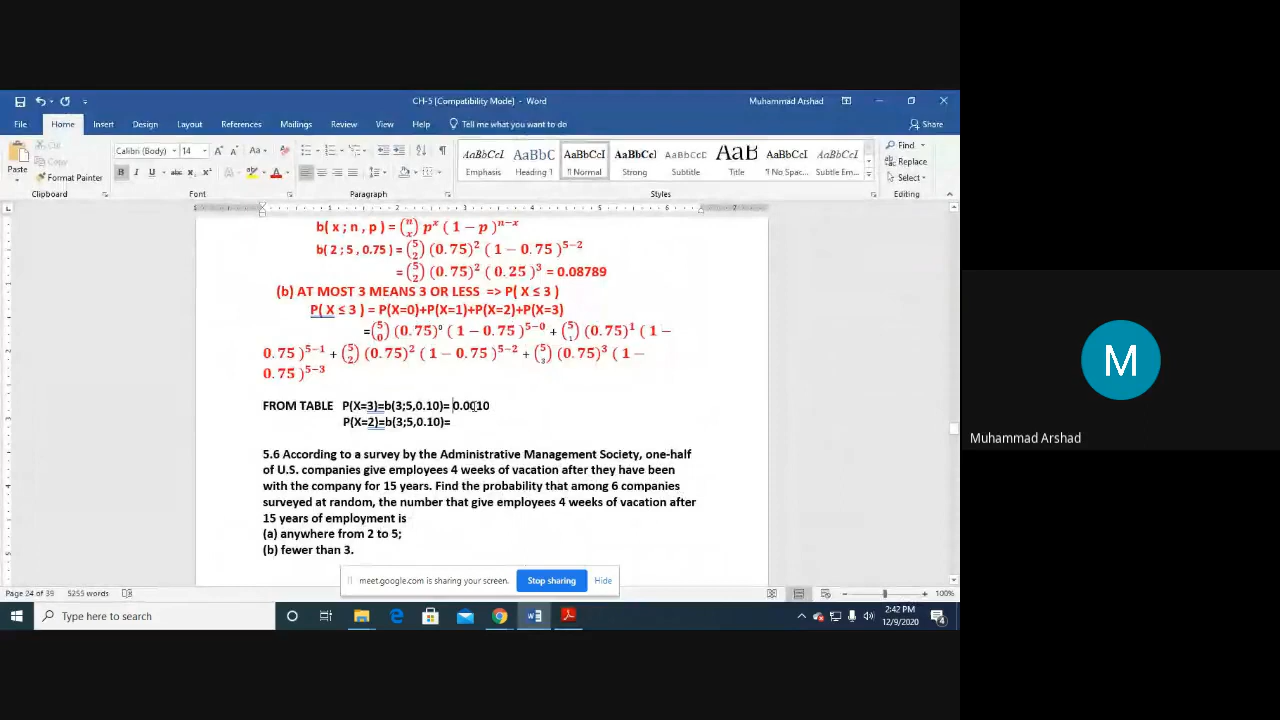 CH-5 [Compatibility Mode] - Word
Muhammad Arshad
File Home Insert Design Layout References Mailings Review View Help Tell me what you want to do Share
Paste
Cut
Copy
Format Painter
Calibri (Body) 14
B I U abc x₂ x²
AaBbCcI AaBbC AaBbCcI AaBbCcI AaBbCcD AaB AaBbCcI AaBbCcI
Emphasis Heading 1 ¶ Normal Strong Subtitle Title ¶ No Spac... Subtle Em...
Find
Replace
Select
Clipboard Font Paragraph Styles Editing
b( x ; n , p ) = (n x) p^x ( 1 − p )^{n−x}
b( 2 ; 5 , 0.75 ) = (5 2) (0.75)^2 ( 1 − 0.75 )^{5−2}
= (5 2) (0.75)^2 ( 0.25 )^3 = 0.08789
(b) AT MOST 3 MEANS 3 OR LESS => P( X ≤ 3 )
P( X ≤ 3 ) = P(X=0)+P(X=1)+P(X=2)+P(X=3)
=(5 0) (0.75)^0 ( 1 − 0.75 )^{5−0} + (5 1) (0.75)^1 ( 1 −
0.75 )^{5−1} + (5 2) (0.75)^2 ( 1 − 0.75 )^{5−2} + (5 3) (0.75)^3 ( 1 −
0.75 )^{5−3}
FROM TABLE P(X=3)=b(3;5,0.10)= 0.0010
P(X=2)=b(3;5,0.10)=
5.6 According to a survey by the Administrative Management Society, one-half
of U.S. companies give employees 4 weeks of vacation after they have been
with the company for 15 years. Find the probability that among 6 companies
surveyed at random, the number that give employees 4 weeks of vacation after
15 years of employment is
(a) anywhere from 2 to 5;
(b) fewer than 3.
meet.google.com is sharing your screen. Stop sharing Hide
Page 24 of 39 5255 words 100%
Type here to search
2:42 PM
12/9/2020
4
M
Muhammad Arshad